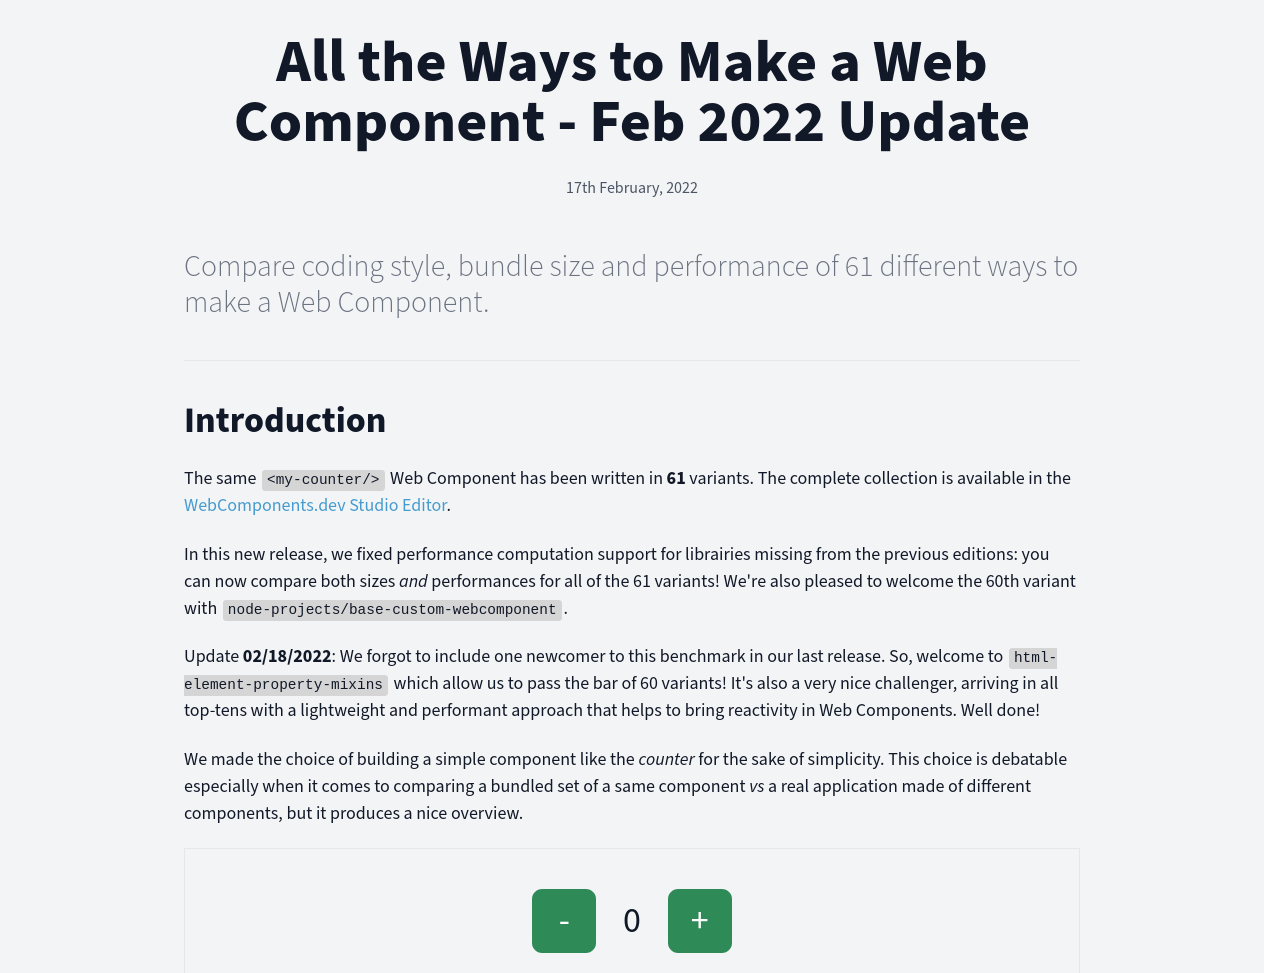 All the Ways to Make a Web
Component - Feb 2022 Update
17th February, 2022
Compare coding style, bundle size and performance of 61 different ways to
make a Web Component.
Introduction
The same <my-counter/> Web Component has been written in 61 variants. The complete collection is available in the
WebComponents.dev Studio Editor.
In this new release, we fixed performance computation support for librairies missing from the previous editions: you
can now compare both sizes and performances for all of the 61 variants! We're also pleased to welcome the 60th variant
with node-projects/base-custom-webcomponent.
Update 02/18/2022: We forgot to include one newcomer to this benchmark in our last release. So, welcome to html-
element-property-mixins which allow us to pass the bar of 60 variants! It's also a very nice challenger, arriving in all
top-tens with a lightweight and performant approach that helps to bring reactivity in Web Components. Well done!
We made the choice of building a simple component like the counter for the sake of simplicity. This choice is debatable
especially when it comes to comparing a bundled set of a same component vs a real application made of different
components, but it produces a nice overview.
- 0 +